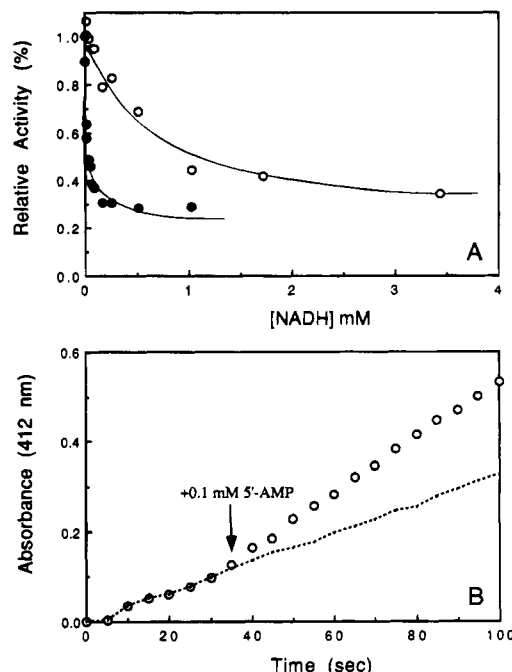 Relative Activity (%)
1.0
0.8
0.6
0.4
0.2
0.0
0 1 2 3 4
[NADH] mM
A
Absorbance (412 nm)
0.6
0.4
0.2
0.0
+0.1 mM 5'-AMP
0 20 40 60 80 100
Time (sec)
B